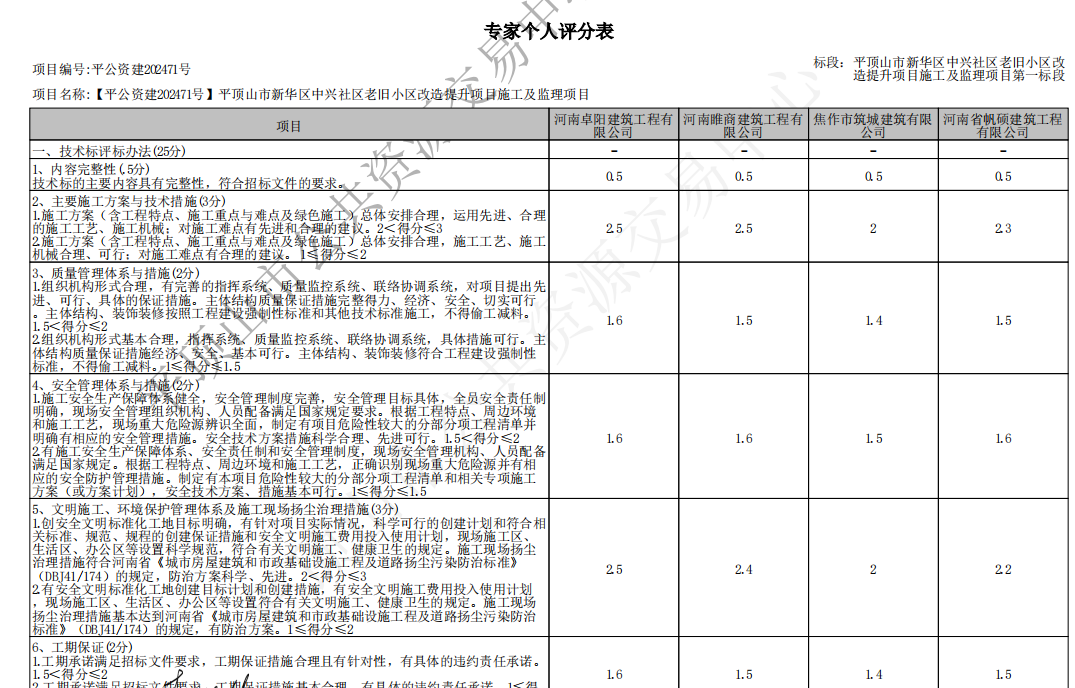 专家个人评分表
项目编号:平公资建202471号
标段: 平顶山市新华区中兴社区老旧小区改
造提升项目施工及监理项目第一标段
项目名称:【平公资建202471号】平顶山市新华区中兴社区老旧小区改造提升项目施工及监理项目
项目
河南卓阳建筑工程有
限公司
河南睢商建筑工程有
限公司
焦作市筑城建筑有限
公司
河南省帆硕建筑工程
有限公司
一、技术标评标办法(25分)
- - - -
1、内容完整性(.5分)
技术标的主要内容具有完整性，符合招标文件的要求。
0.5 0.5 0.5 0.5
2、主要施工方案与技术措施(3分)
1.施工方案（含工程特点、施工重点与难点及绿色施工）总体安排合理，运用先进、合理
的施工工艺、施工机械；对施工难点有先进和合理的建议。2＜得分≤3
2.施工方案（含工程特点、施工重点与难点及绿色施工）总体安排合理，施工工艺、施工
机械合理、可行；对施工难点有合理的建议。1≤得分≤2
2.5 2.5 2 2.3
3、质量管理体系与措施(2分)
1.组织机构形式合理，有完善的指挥系统、质量监控系统、联络协调系统，对项目提出先
进、可行、具体的保证措施。主体结构质量保证措施完整得力、经济、安全、切实可行
。主体结构、装饰装修按照工程建设强制性标准和其他技术标准施工，不得偷工减料。
1.5＜得分≤2
2.组织机构形式基本合理，指挥系统、质量监控系统、联络协调系统，具体措施可行。主
体结构质量保证措施经济、安全、基本可行。主体结构、装饰装修符合工程建设强制性
标准，不得偷工减料。1≤得分≤1.5
1.6 1.5 1.4 1.5
4、安全管理体系与措施(2分)
1.施工安全生产保障体系健全，安全管理制度完善，安全管理目标具体，全员安全责任制
明确，现场安全管理组织机构、人员配备满足国家规定要求。根据工程特点、周边环境
和施工工艺，现场重大危险源辨识全面，制定有项目危险性较大的分部分项工程清单并
明确有相应的安全管理措施。安全技术方案措施科学合理、先进可行。1.5＜得分≤2
2.有施工安全生产保障体系、安全责任制和安全管理制度，现场安全管理机构、人员配备
满足国家规定。根据工程特点、周边环境和施工工艺，正确识别现场重大危险源并有相
应的安全防护管理措施。制定有本项目危险性较大的分部分项工程清单和相关专项施工
方案（或方案计划），安全技术方案、措施基本可行。1≤得分≤1.5
1.6 1.6 1.5 1.6
5、文明施工、环境保护管理体系及施工现场扬尘治理措施(3分)
1.创安全文明标准化工地目标明确，有针对项目实际情况，科学可行的创建计划和符合相
关标准、规范、规程的创建保证措施和安全文明施工费用投入使用计划，现场施工区、
生活区、办公区等设置科学规范，符合有关文明施工、健康卫生的规定。施工现场扬尘
治理措施符合河南省《城市房屋建筑和市政基础设施工程及道路扬尘污染防治标准》
（DBJ41/174）的规定，防治方案科学、先进。2＜得分≤3
2.有安全文明标准化工地创建目标计划和创建措施，有安全文明施工费用投入使用计划
，现场施工区、生活区、办公区等设置符合有关文明施工、健康卫生的规定。施工现场
扬尘治理措施基本达到河南省《城市房屋建筑和市政基础设施工程及道路扬尘污染防治
标准》（DBJ41/174）的规定，有防治方案。1≤得分≤2
2.5 2.4 2 2.2
6、工期保证(2分)
1.工期承诺满足招标文件要求，工期保证措施合理且有针对性，有具体的违约责任承诺。
1.5＜得分≤2
2.工期承诺满足招标文件要求，工期保证措施基本合理，有具体的违约责任承诺。1≤得
1.6 1.5 1.4 1.5
平顶山市公共资源交易中
共资源交易中心